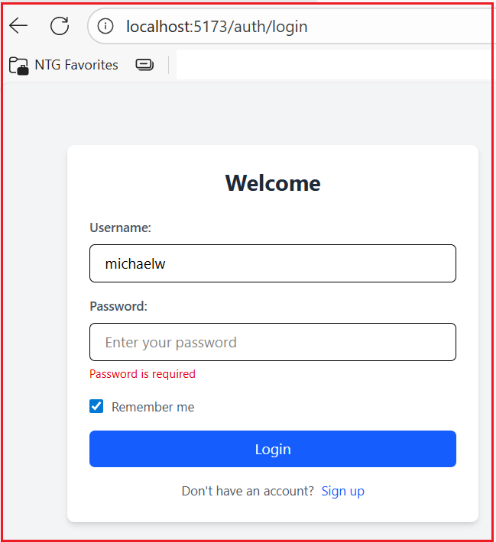 localhost:5173/auth/login
NTG Favorites
Welcome
Username:
michaelw
Password:
Enter your password
Password is required
Remember me
Login
Don't have an account? Sign up